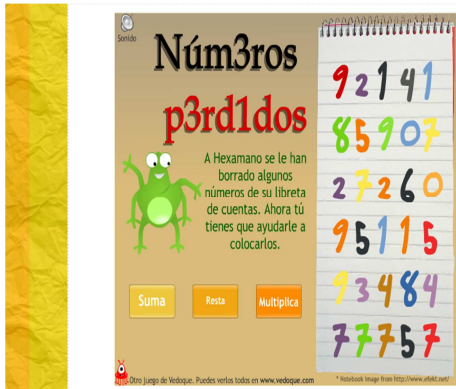 Sonido
Núm3ros
p3rd1dos
A Hexamano se le han
borrado algunos
números de su libreta
de cuentas. Ahora tú
tienes que ayudarle a
colocarlos.
Suma
Resta
Multiplica
Otro juego de Vedoque. Puedes verlos todos en www.vedoque.com
9 2 1 4 1
8 5 9 0 7
2 7 2 6 0
9 5 1 1 5
9 3 4 8 4
7 7 7 5 7
* Notebook image from http://www.efekt.net/